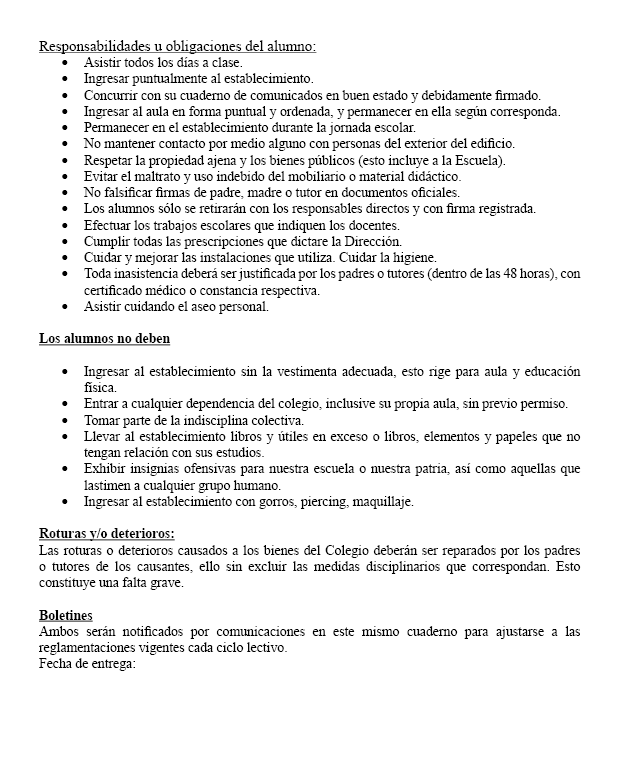 Responsabilidades u obligaciones del alumno:
• Asistir todos los días a clase.
• Ingresar puntualmente al establecimiento.
• Concurrir con su cuaderno de comunicados en buen estado y debidamente firmado.
• Ingresar al aula en forma puntual y ordenada, y permanecer en ella según corresponda.
• Permanecer en el establecimiento durante la jornada escolar.
• No mantener contacto por medio alguno con personas del exterior del edificio.
• Respetar la propiedad ajena y los bienes públicos (esto incluye a la Escuela).
• Evitar el maltrato y uso indebido del mobiliario o material didáctico.
• No falsificar firmas de padre, madre o tutor en documentos oficiales.
• Los alumnos sólo se retirarán con los responsables directos y con firma registrada.
• Efectuar los trabajos escolares que indiquen los docentes.
• Cumplir todas las prescripciones que dictare la Dirección.
• Cuidar y mejorar las instalaciones que utiliza. Cuidar la higiene.
• Toda inasistencia deberá ser justificada por los padres o tutores (dentro de las 48 horas), con
certificado médico o constancia respectiva.
• Asistir cuidando el aseo personal.
Los alumnos no deben
• Ingresar al establecimiento sin la vestimenta adecuada, esto rige para aula y educación
física.
• Entrar a cualquier dependencia del colegio, inclusive su propia aula, sin previo permiso.
• Tomar parte de la indisciplina colectiva.
• Llevar al establecimiento libros y útiles en exceso o libros, elementos y papeles que no
tengan relación con sus estudios.
• Exhibir insignias ofensivas para nuestra escuela o nuestra patria, así como aquellas que
lastimen a cualquier grupo humano.
• Ingresar al establecimiento con gorros, piercing, maquillaje.
Roturas y/o deterioros:
Las roturas o deterioros causados a los bienes del Colegio deberán ser reparados por los padres
o tutores de los causantes, ello sin excluir las medidas disciplinarios que correspondan. Esto
constituye una falta grave.
Boletines
Ambos serán notificados por comunicaciones en este mismo cuaderno para ajustarse a las
reglamentaciones vigentes cada ciclo lectivo.
Fecha de entrega: